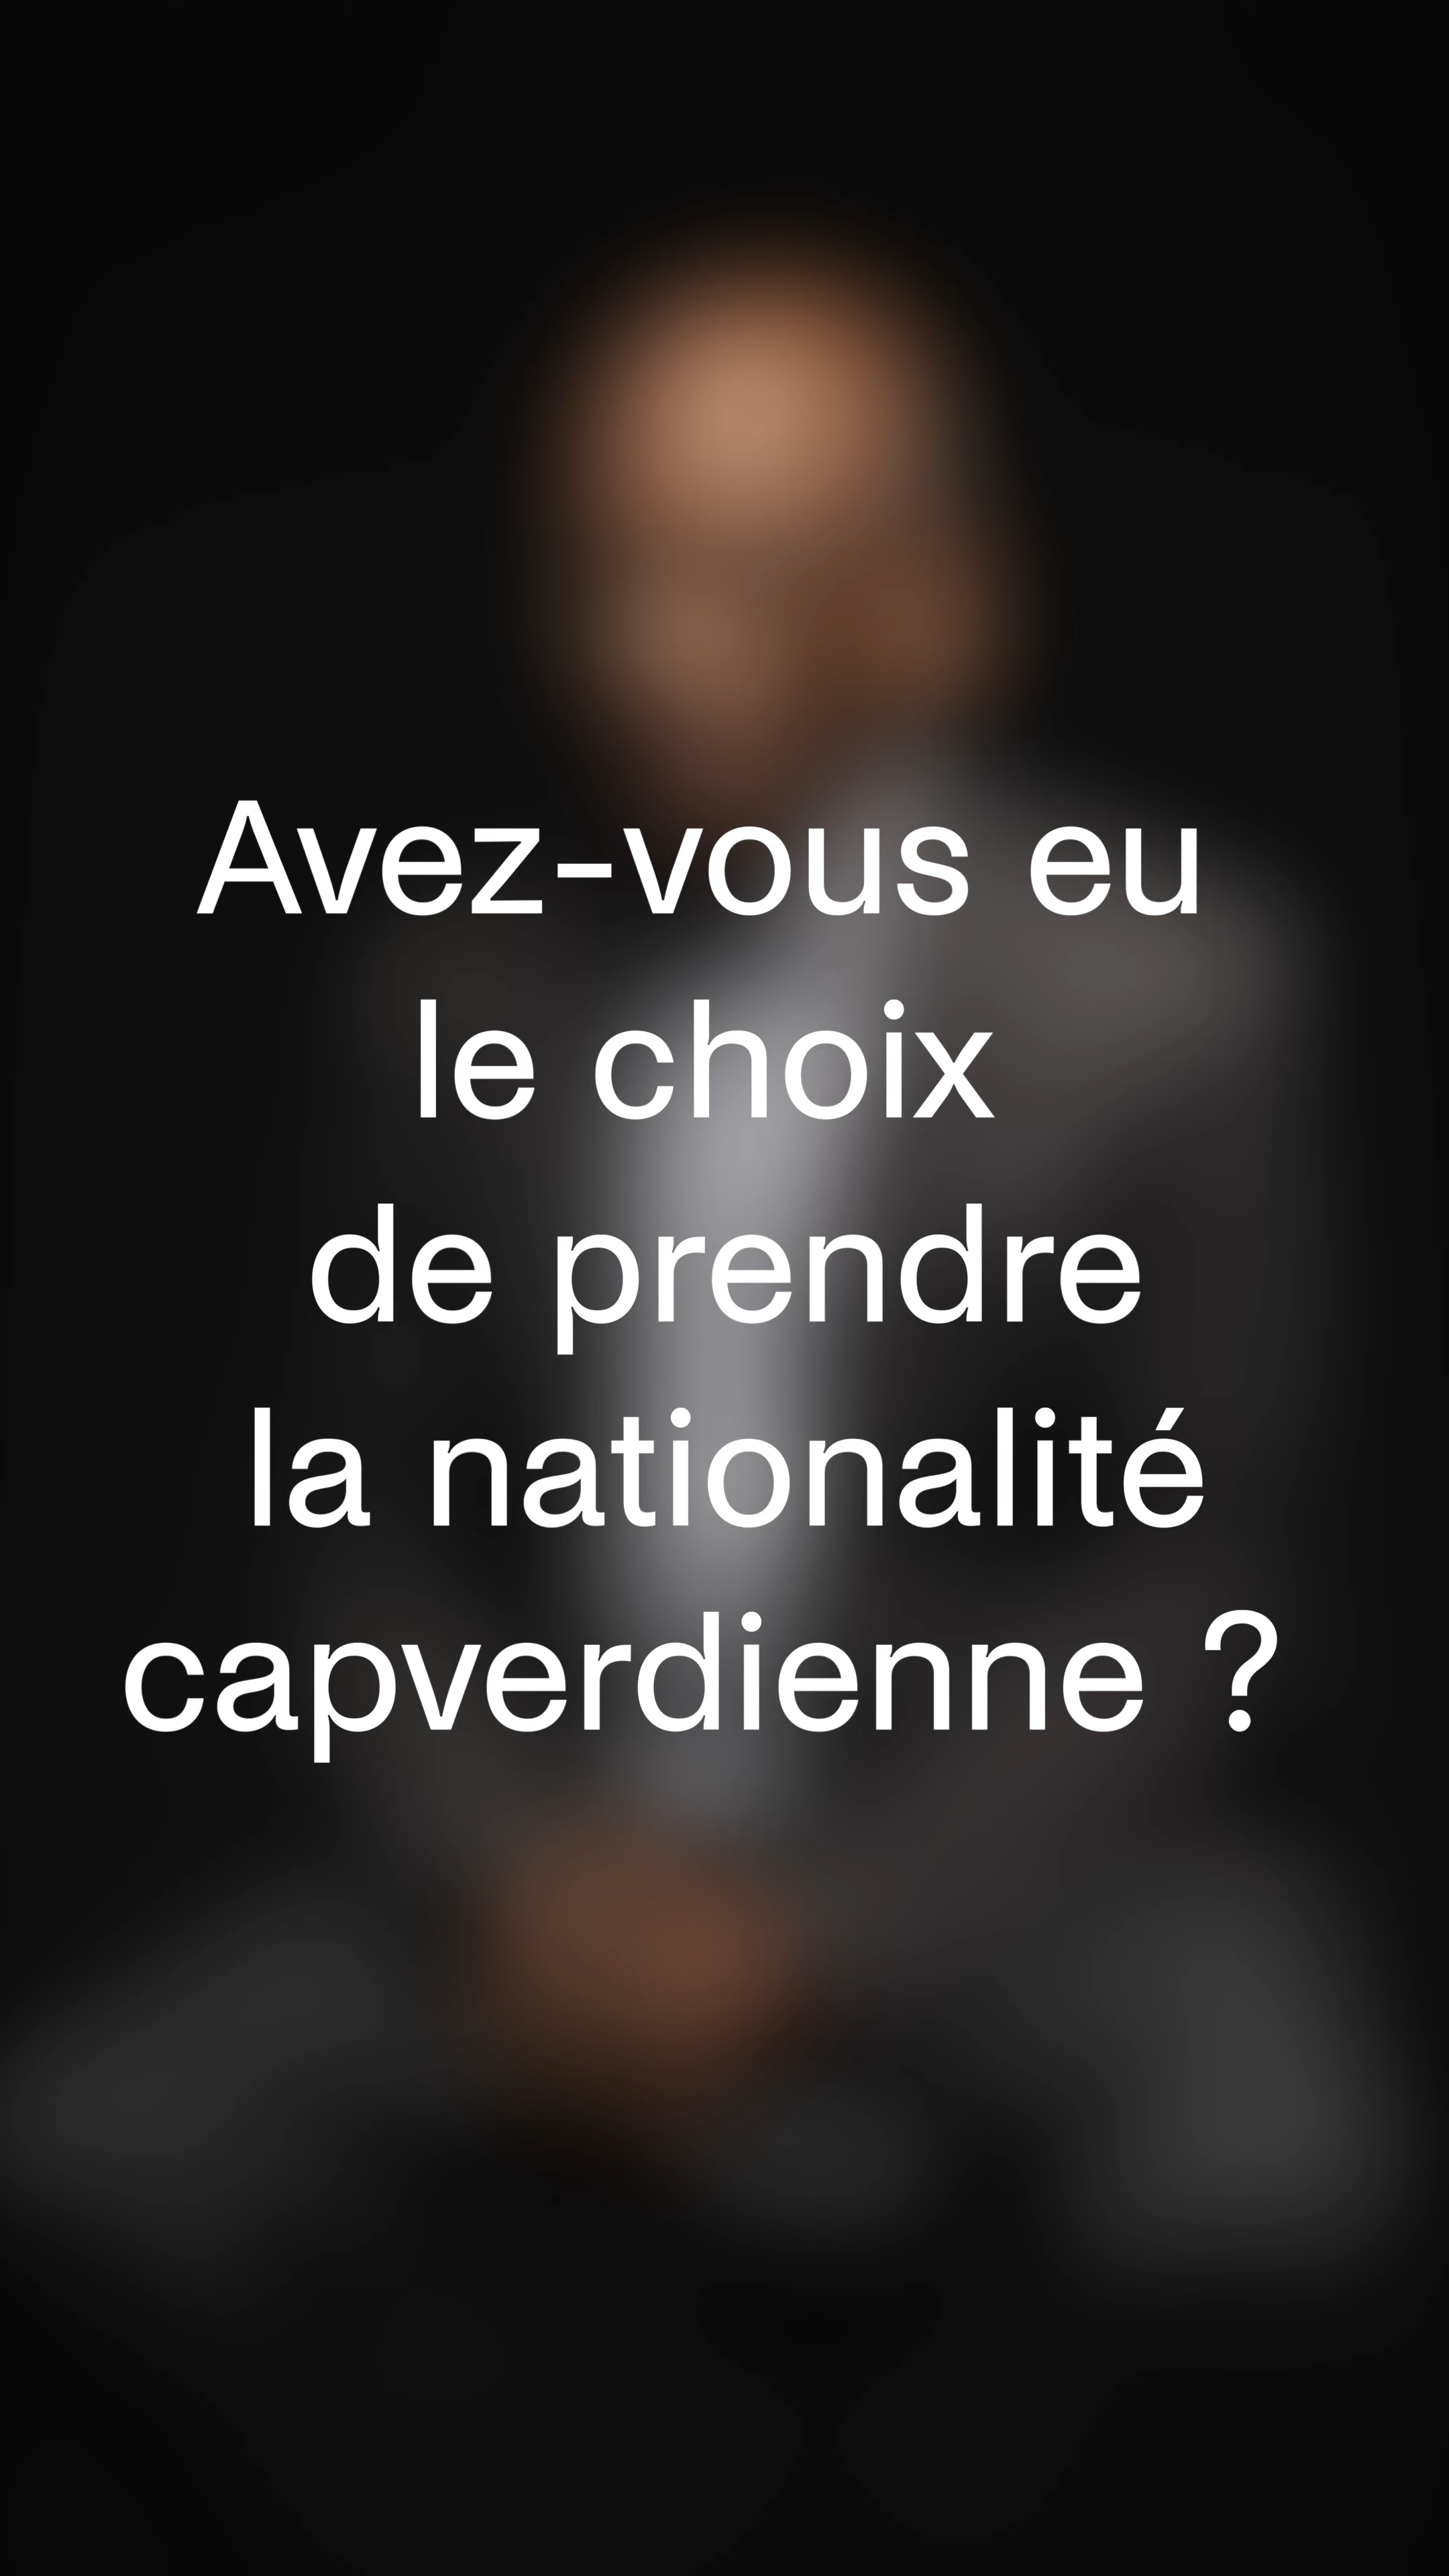 Avez-vous eu
le choix
de prendre
la nationalité
capverdienne ?